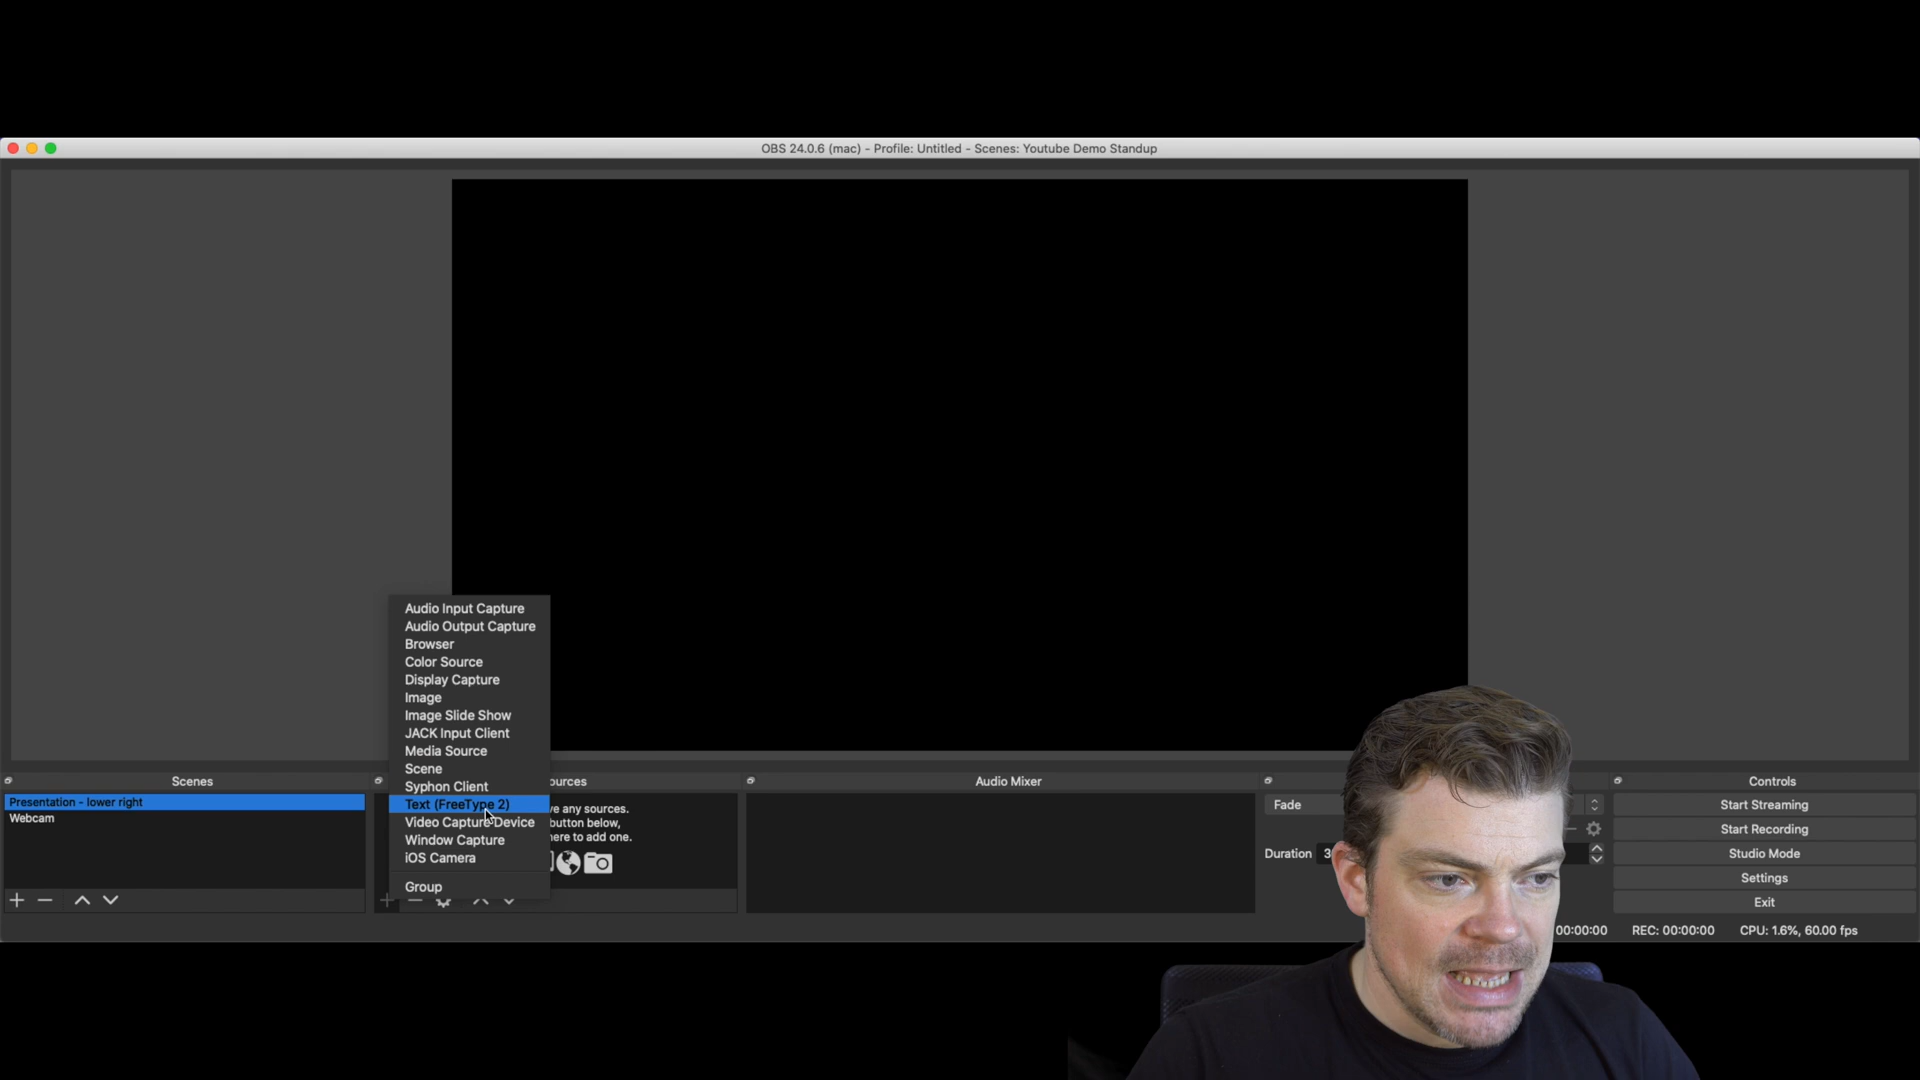 OBS 24.0.6 (mac) - Profile: Untitled - Scenes: Youtube Demo Standup
Audio Input Capture
Audio Output Capture
Browser
Color Source
Display Capture
Image
Image Slide Show
JACK Input Client
Media Source
Scene
Syphon Client
Text (FreeType 2)
Video Capture Device
Window Capture
iOS Camera
Group
Scenes
Presentation - lower right
Webcam
ources
ve any sources.
button below,
here to add one.
Audio Mixer
Fade
Duration 3
Controls
Start Streaming
Start Recording
Studio Mode
Settings
Exit
00:00:00 REC: 00:00:00 CPU: 1.6%, 60.00 fps